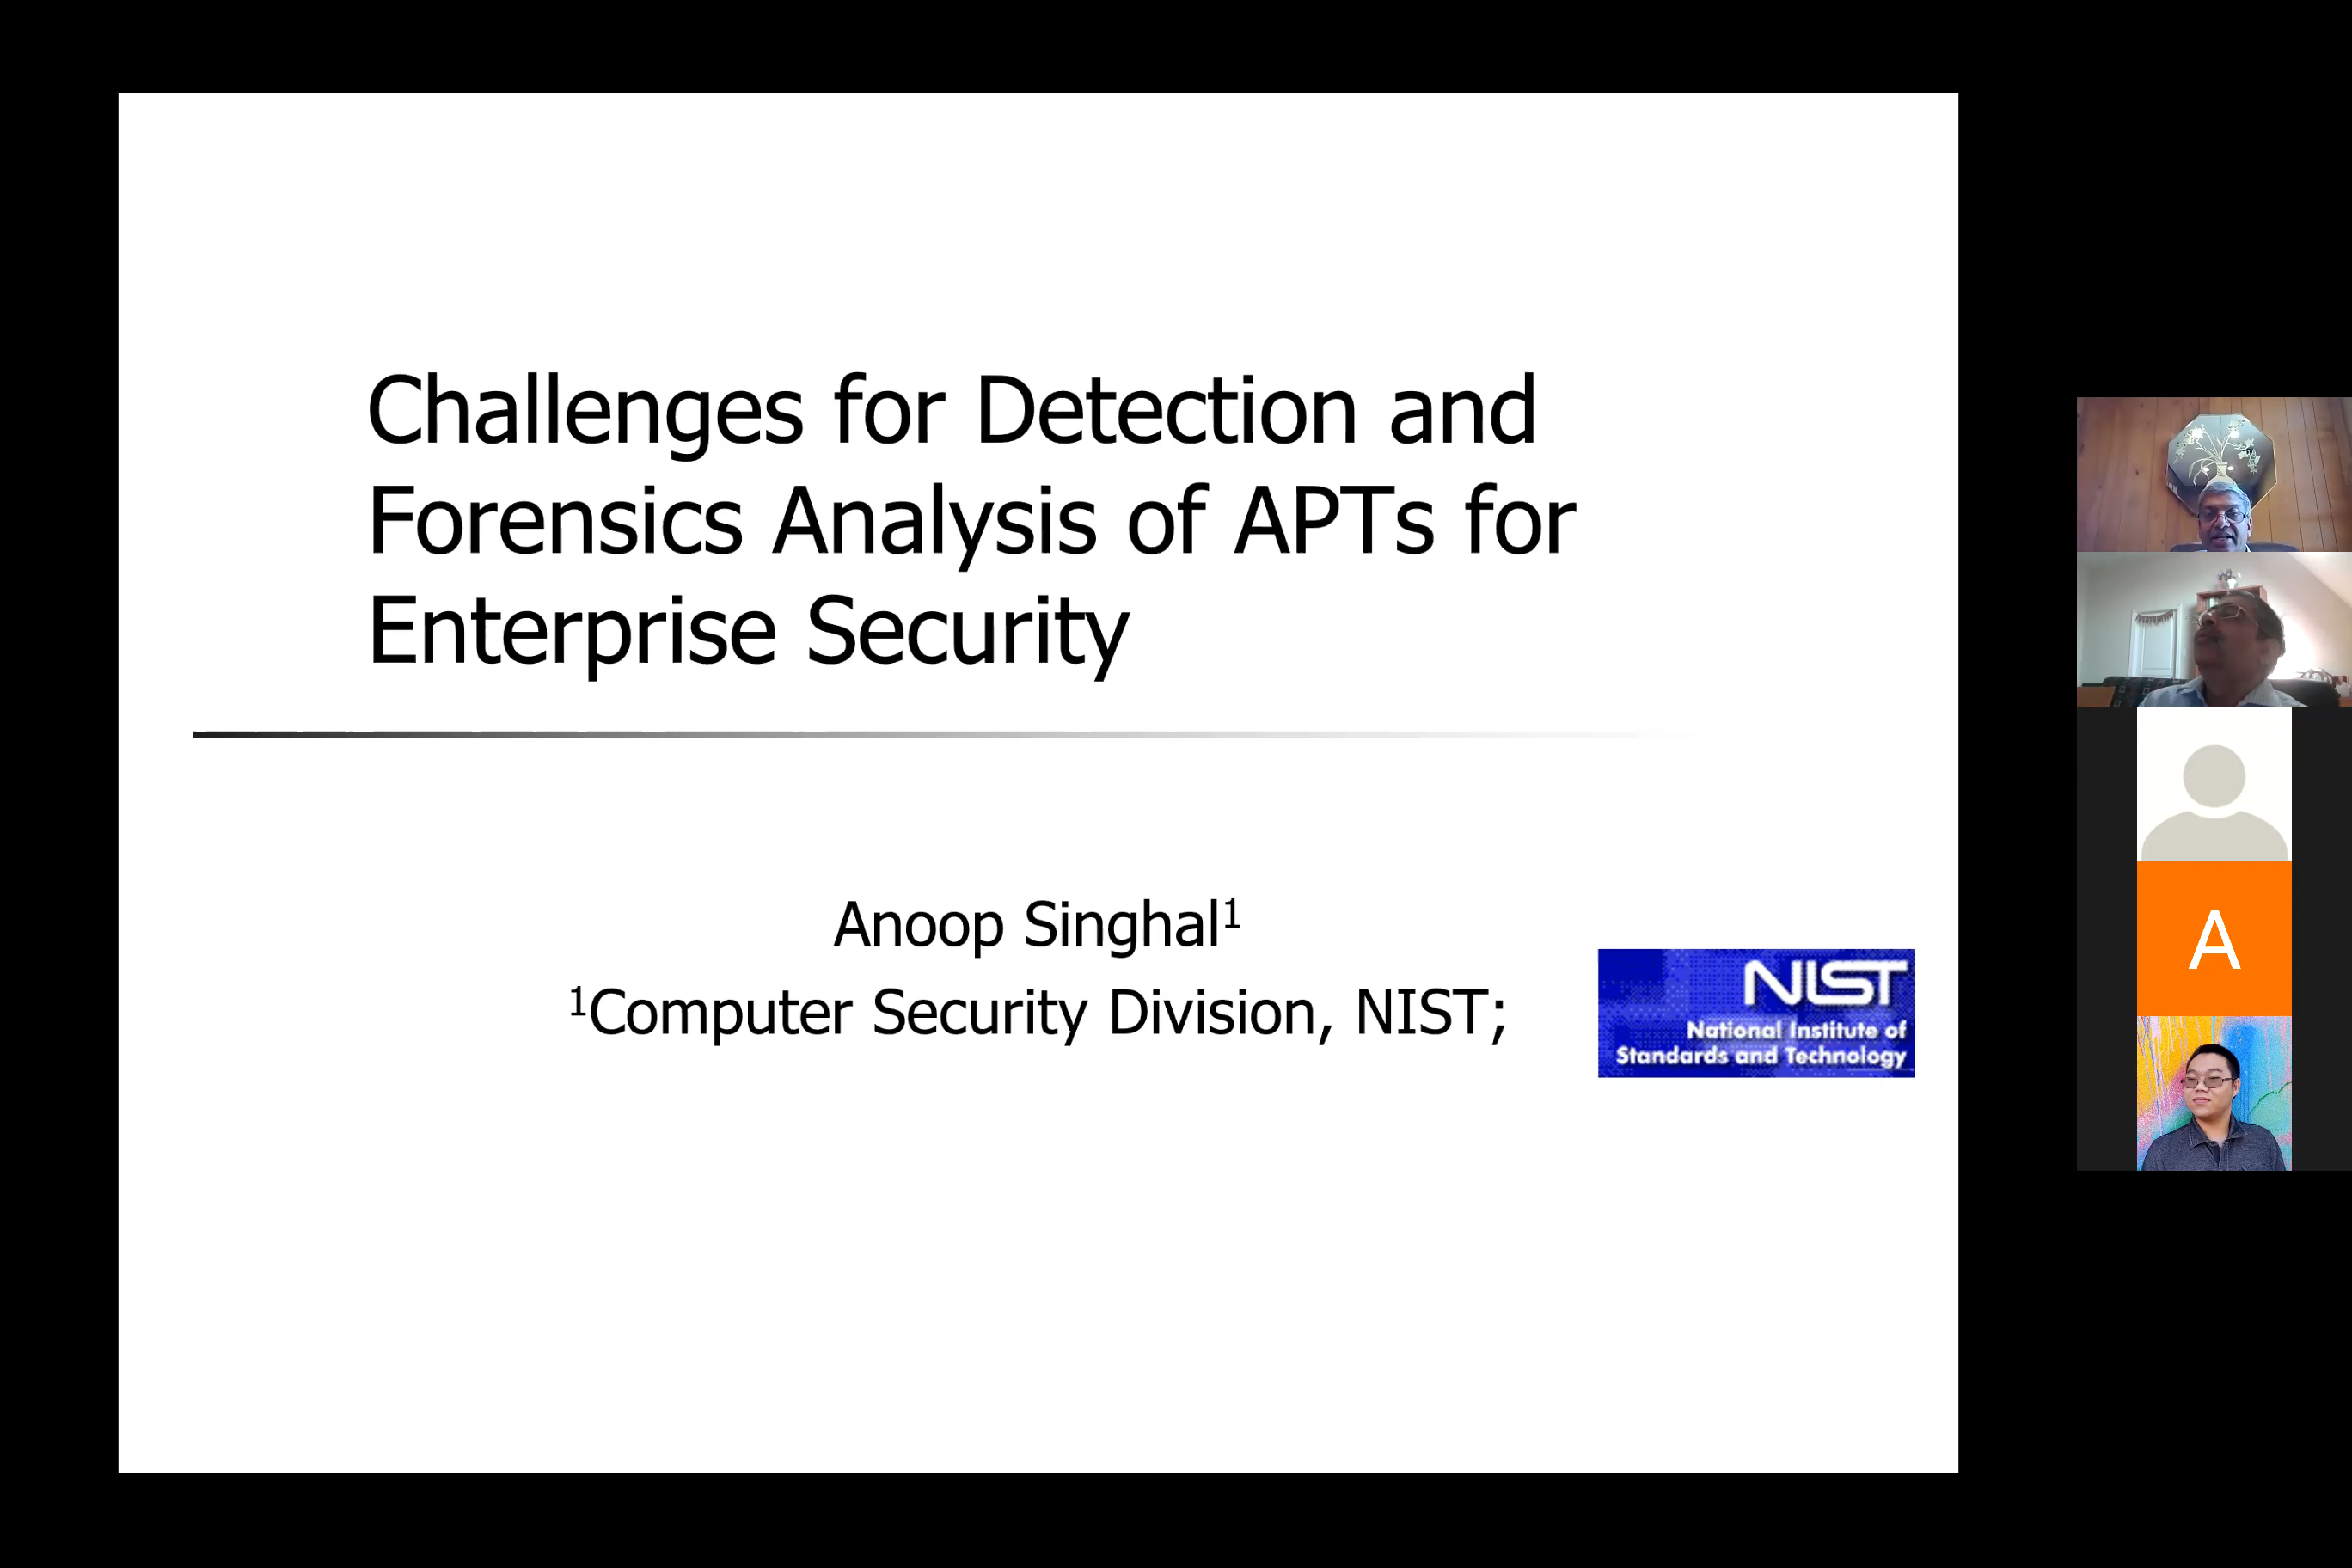 Challenges for Detection and
Forensics Analysis of APTs for
Enterprise Security
Anoop Singhal¹
¹Computer Security Division, NIST;
NIST
National Institute of
Standards and Technology
A